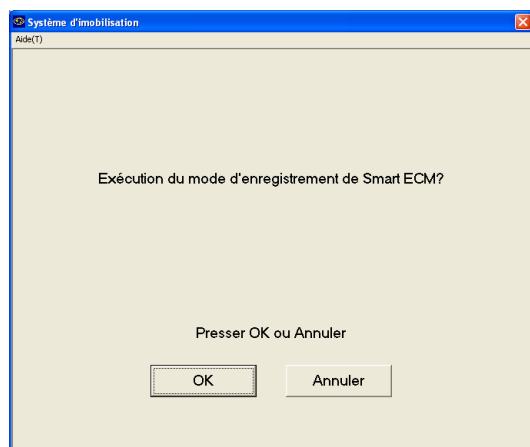 Système d'imobilisation
Aide(T)
Exécution du mode d'enregistrement de Smart ECM?
Presser OK ou Annuler
OK Annuler